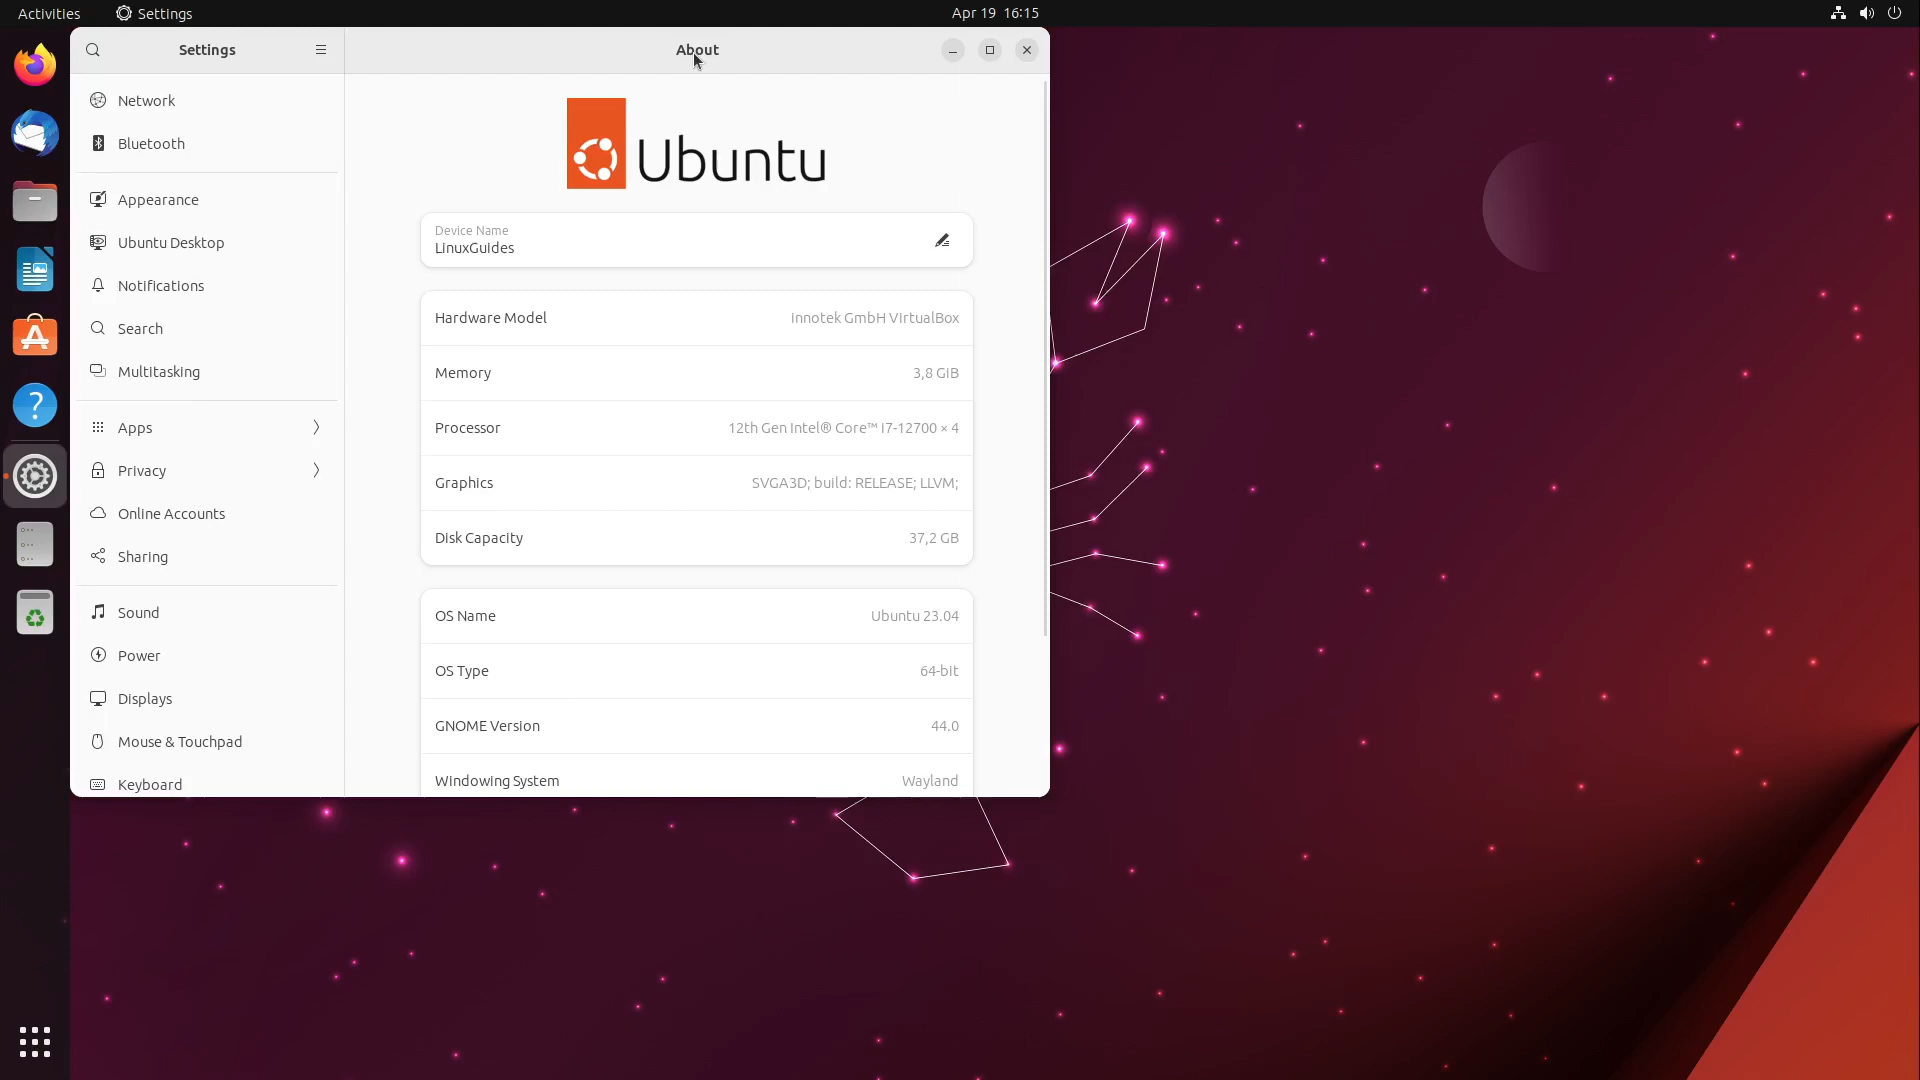 Activities
Settings
Apr 19 16:15
Settings
About
Network
Bluetooth
Appearance
Ubuntu Desktop
Notifications
Search
Multitasking
Apps
Privacy
Online Accounts
Sharing
Sound
Power
Displays
Mouse & Touchpad
Keyboard
Ubuntu
Device Name
LinuxGuides
Hardware Model
innotek GmbH VirtualBox
Memory
3,8 GiB
Processor
12th Gen Intel® Core™ i7-12700 × 4
Graphics
SVGA3D; build: RELEASE; LLVM;
Disk Capacity
37,2 GB
OS Name
Ubuntu 23.04
OS Type
64-bit
GNOME Version
44.0
Windowing System
Wayland